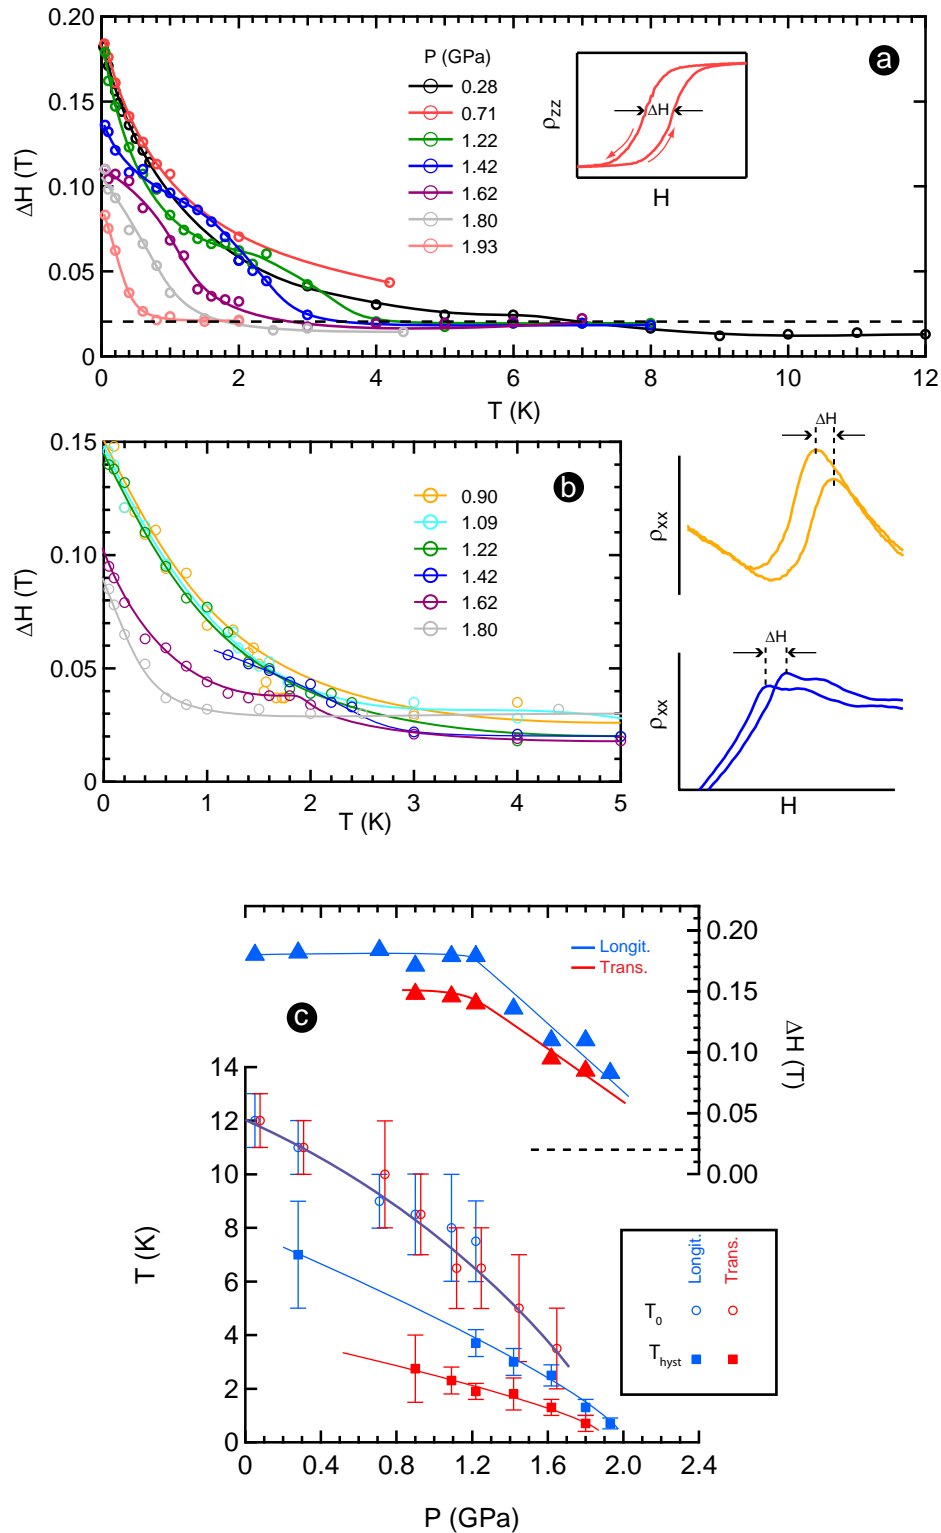 0.20
0.15
0.10
0.05
0
ΔH (T)
0
2
4
6
8
10
12
T (K)
P (GPa)
0.28
0.71
1.22
1.42
1.62
1.80
1.93
a
ρzz
ΔH
H
0.15
0.10
0.05
0
ΔH (T)
0
1
2
3
4
5
T (K)
b
0.90
1.09
1.22
1.42
1.62
1.80
ΔH
ρxx
ΔH
ρxx
H
c
Longit.
Trans.
0.20
0.15
0.10
0.05
0.00
ΔH (T)
14
12
10
8
6
4
2
0
T (K)
0
0.4
0.8
1.2
1.6
2.0
2.4
P (GPa)
Longit.
Trans.
T0
Thyst